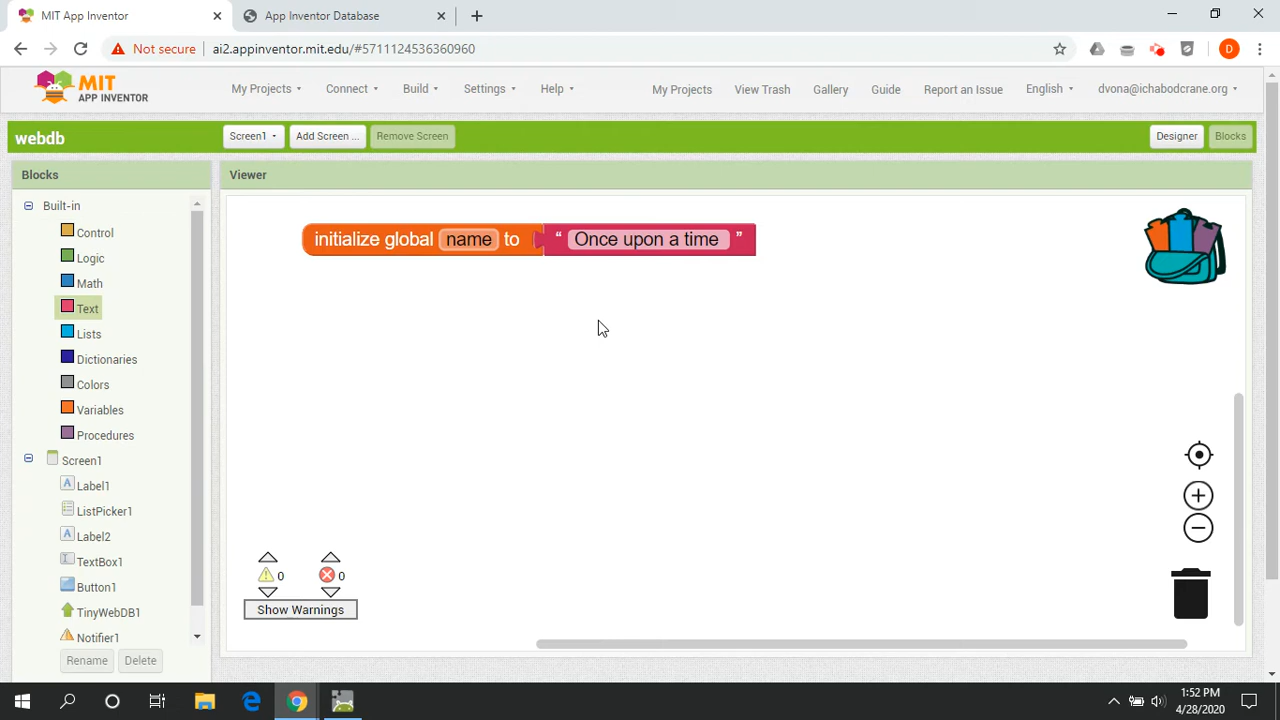 MIT App Inventor
App Inventor Database
Not secure
ai2.appinventor.mit.edu/#5711124536360960
D
MIT
APP INVENTOR
My Projects
Connect
Build
Settings
Help
My Projects
View Trash
Gallery
Guide
Report an Issue
English
dvona@ichabodcrane.org
webdb
Screen1
Add Screen ...
Remove Screen
Designer
Blocks
Blocks
Viewer
Built-in
Control
Logic
Math
Text
Lists
Dictionaries
Colors
Variables
Procedures
Screen1
Label1
ListPicker1
Label2
TextBox1
Button1
TinyWebDB1
Notifier1
Rename
Delete
initialize global name to “ Once upon a time ”
0
0
Show Warnings
1:52 PM
4/28/2020